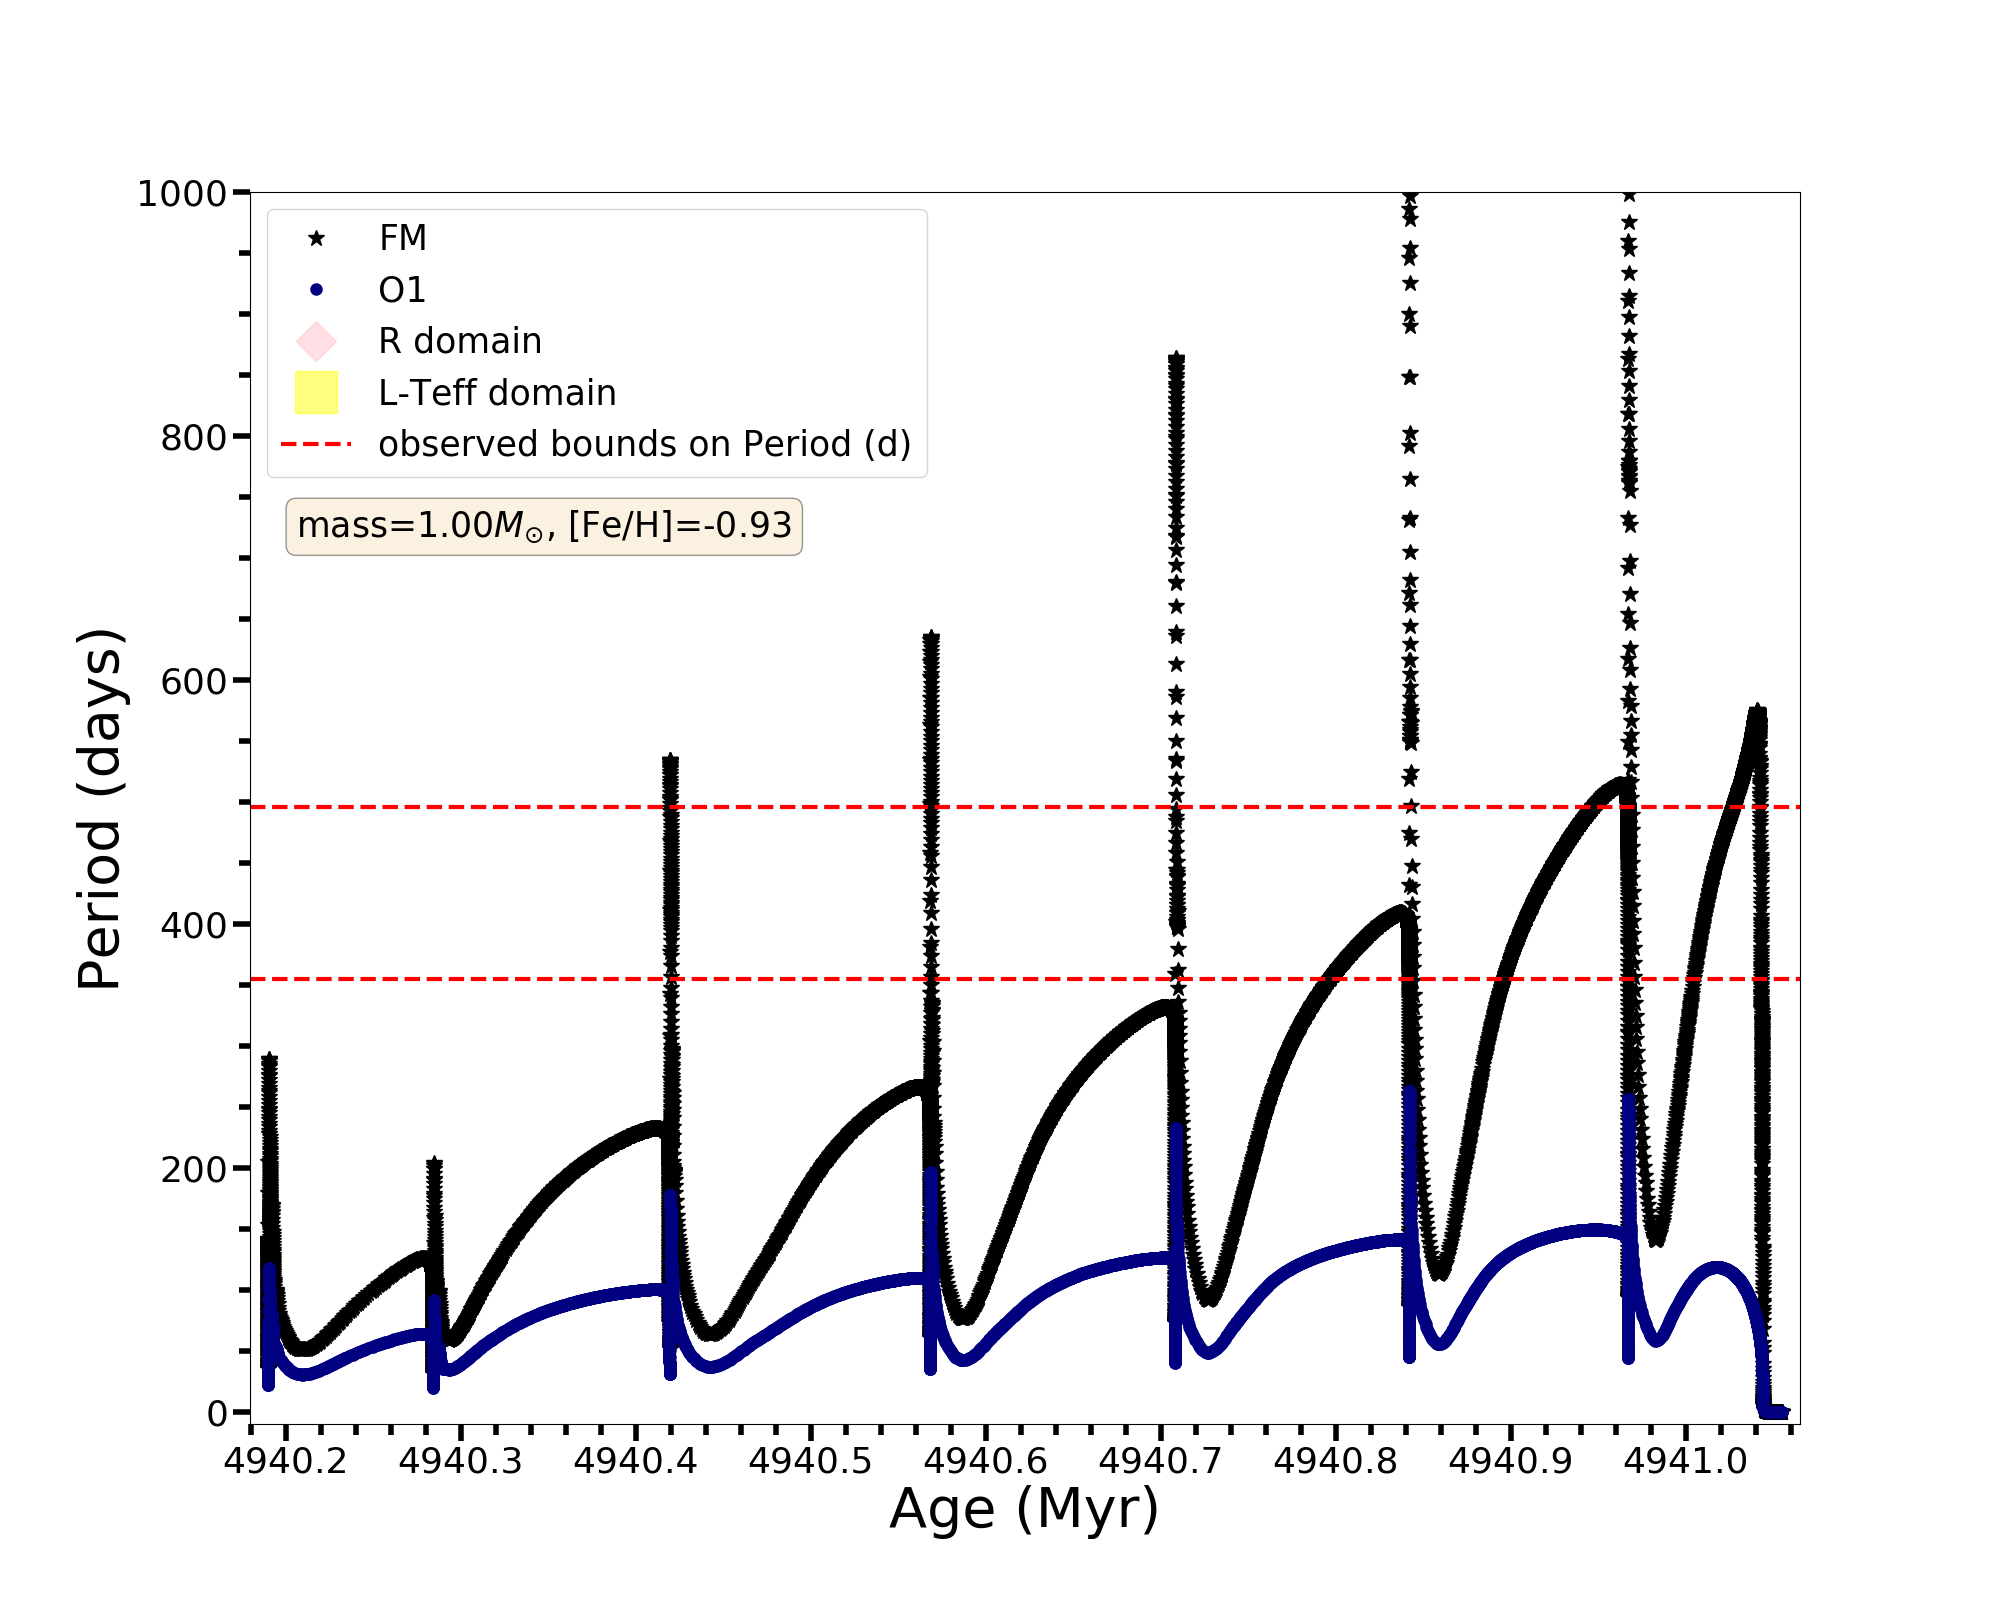 1000
800
600
400
200
0
Period (days)
FM
O1
R domain
L-Teff domain
observed bounds on Period (d)
mass=1.00M⊙, [Fe/H]=-0.93
4940.2 4940.3 4940.4 4940.5 4940.6 4940.7 4940.8 4940.9 4941.0
Age (Myr)